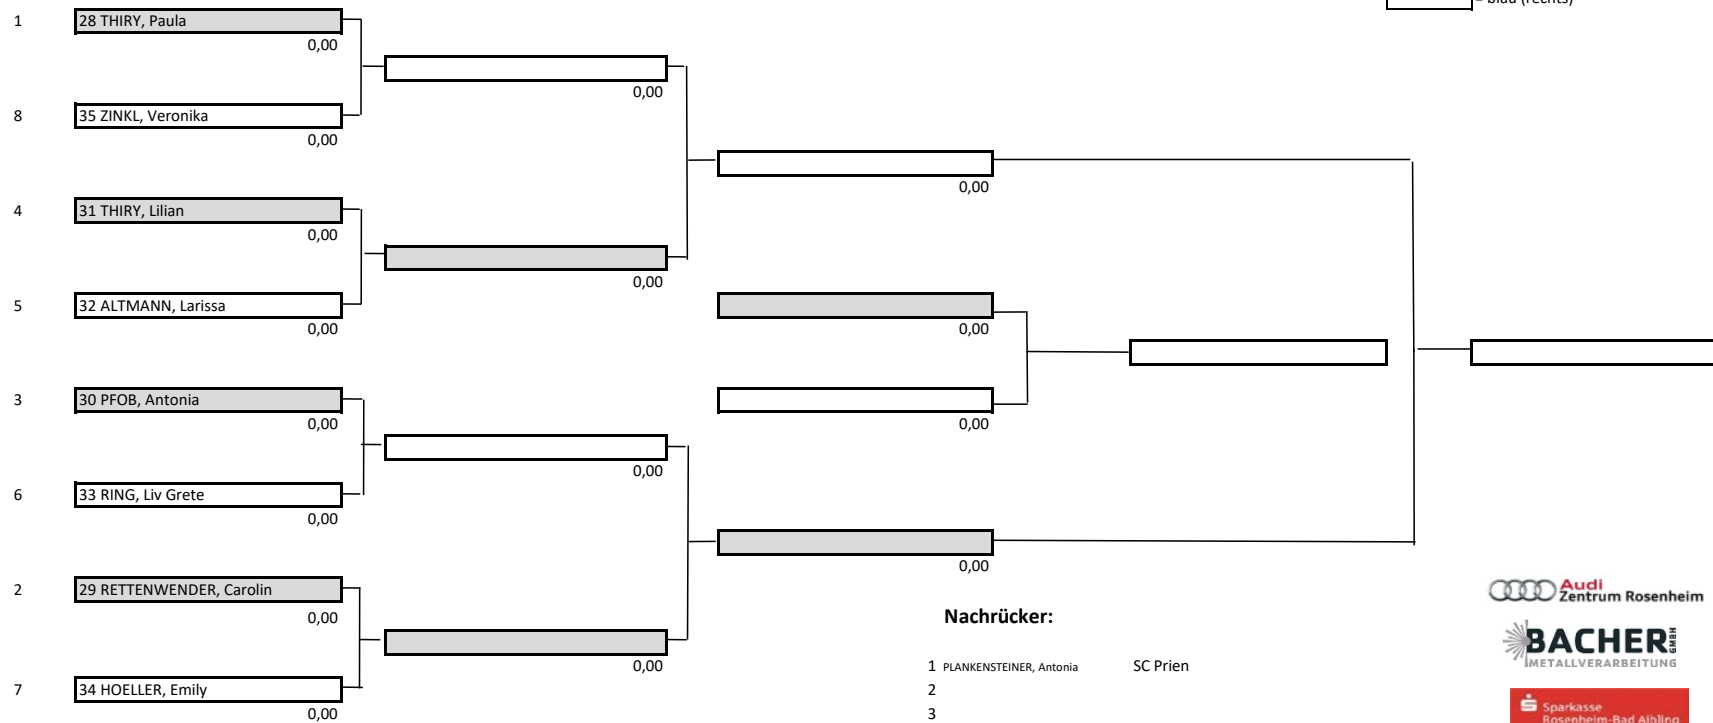 = blau (rechts)
1 28 THIRY, Paula
0,00
0,00
8 35 ZINKL, Veronika
0,00
0,00
4 31 THIRY, Lilian
0,00
0,00
5 32 ALTMANN, Larissa
0,00
0,00
3 30 PFOB, Antonia
0,00
0,00
0,00
6 33 RING, Liv Grete
0,00
0,00
2 29 RETTENWENDER, Carolin
0,00
0,00
7 34 HOELLER, Emily
0,00
Nachrücker:
1 PLANKENSTEINER, Antonia SC Prien
2
3
Audi
Zentrum Rosenheim
BACHER GMBH
METALLVERARBEITUNG
Sparkasse
Rosenheim-Bad Aibling